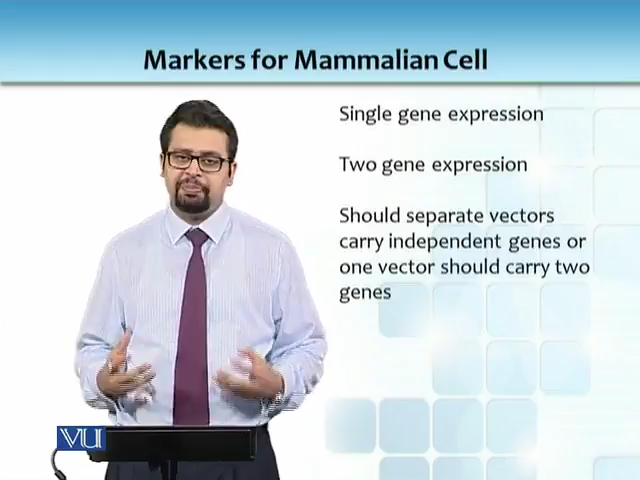 Markers for Mammalian Cell
Single gene expression
Two gene expression
Should separate vectors
carry independent genes or
one vector should carry two
genes
VU